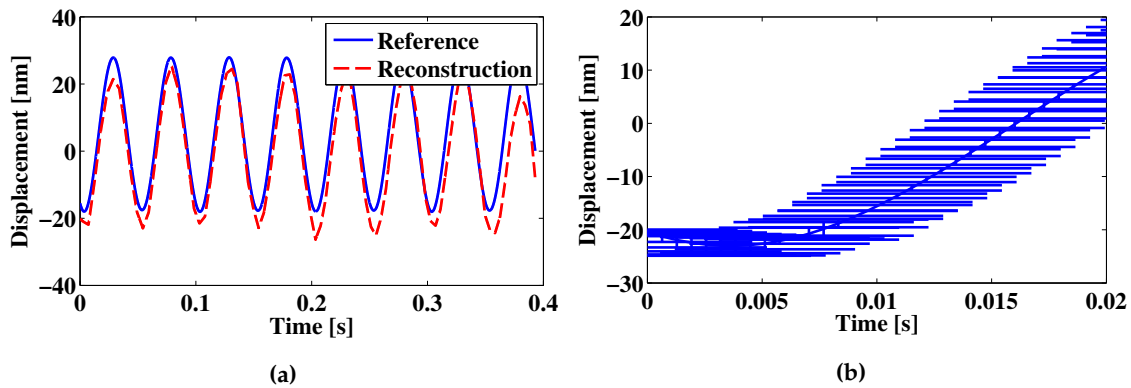 40
20
0
−20
−40
Displacement [nm]
Reference
Reconstruction
0
0.1
0.2
0.3
0.4
Time [s]
(a)
20
10
0
−10
−20
−30
Displacement [nm]
0
0.005
0.01
0.015
0.02
Time [s]
(b)